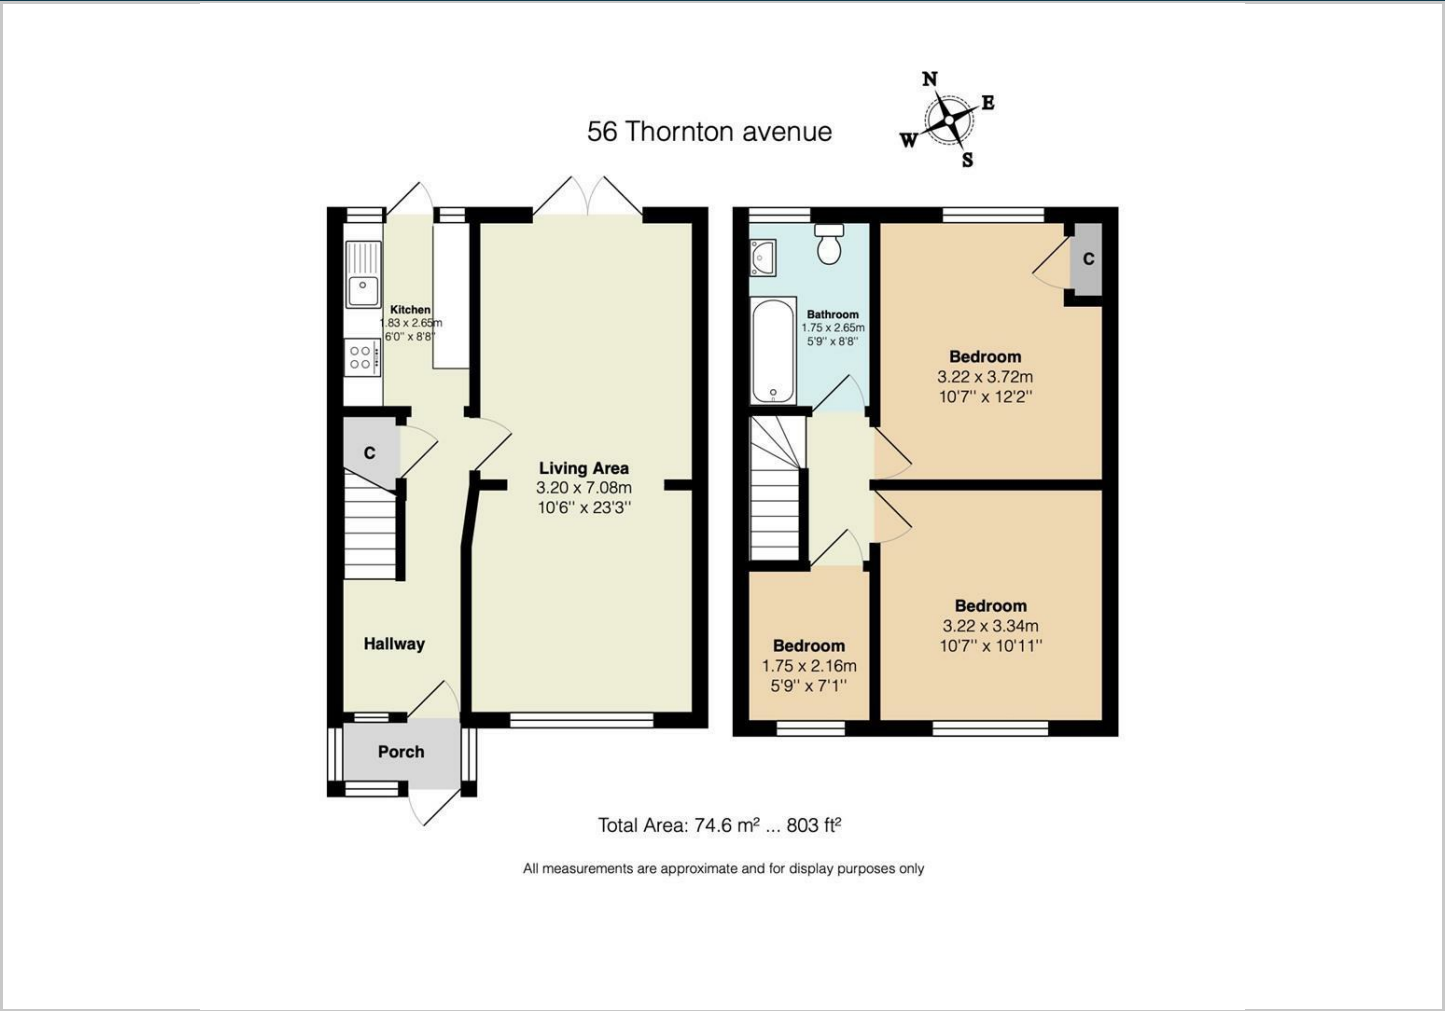 N
E
W
S
56 Thornton avenue
Kitchen
1.83 x 2.65m
6'0" x 8'8"
C
Living Area
3.20 x 7.08m
10'6'' x 23'3''
Hallway
Porch
Bathroom
1.75 x 2.65m
5'9'' x 8'8''
C
Bedroom
3.22 x 3.72m
10'7'' x 12'2''
Bedroom
3.22 x 3.34m
10'7'' x 10'11''
Bedroom
1.75 x 2.16m
5'9'' x 7'1''
Total Area: 74.6 m² ... 803 ft²
All measurements are approximate and for display purposes only